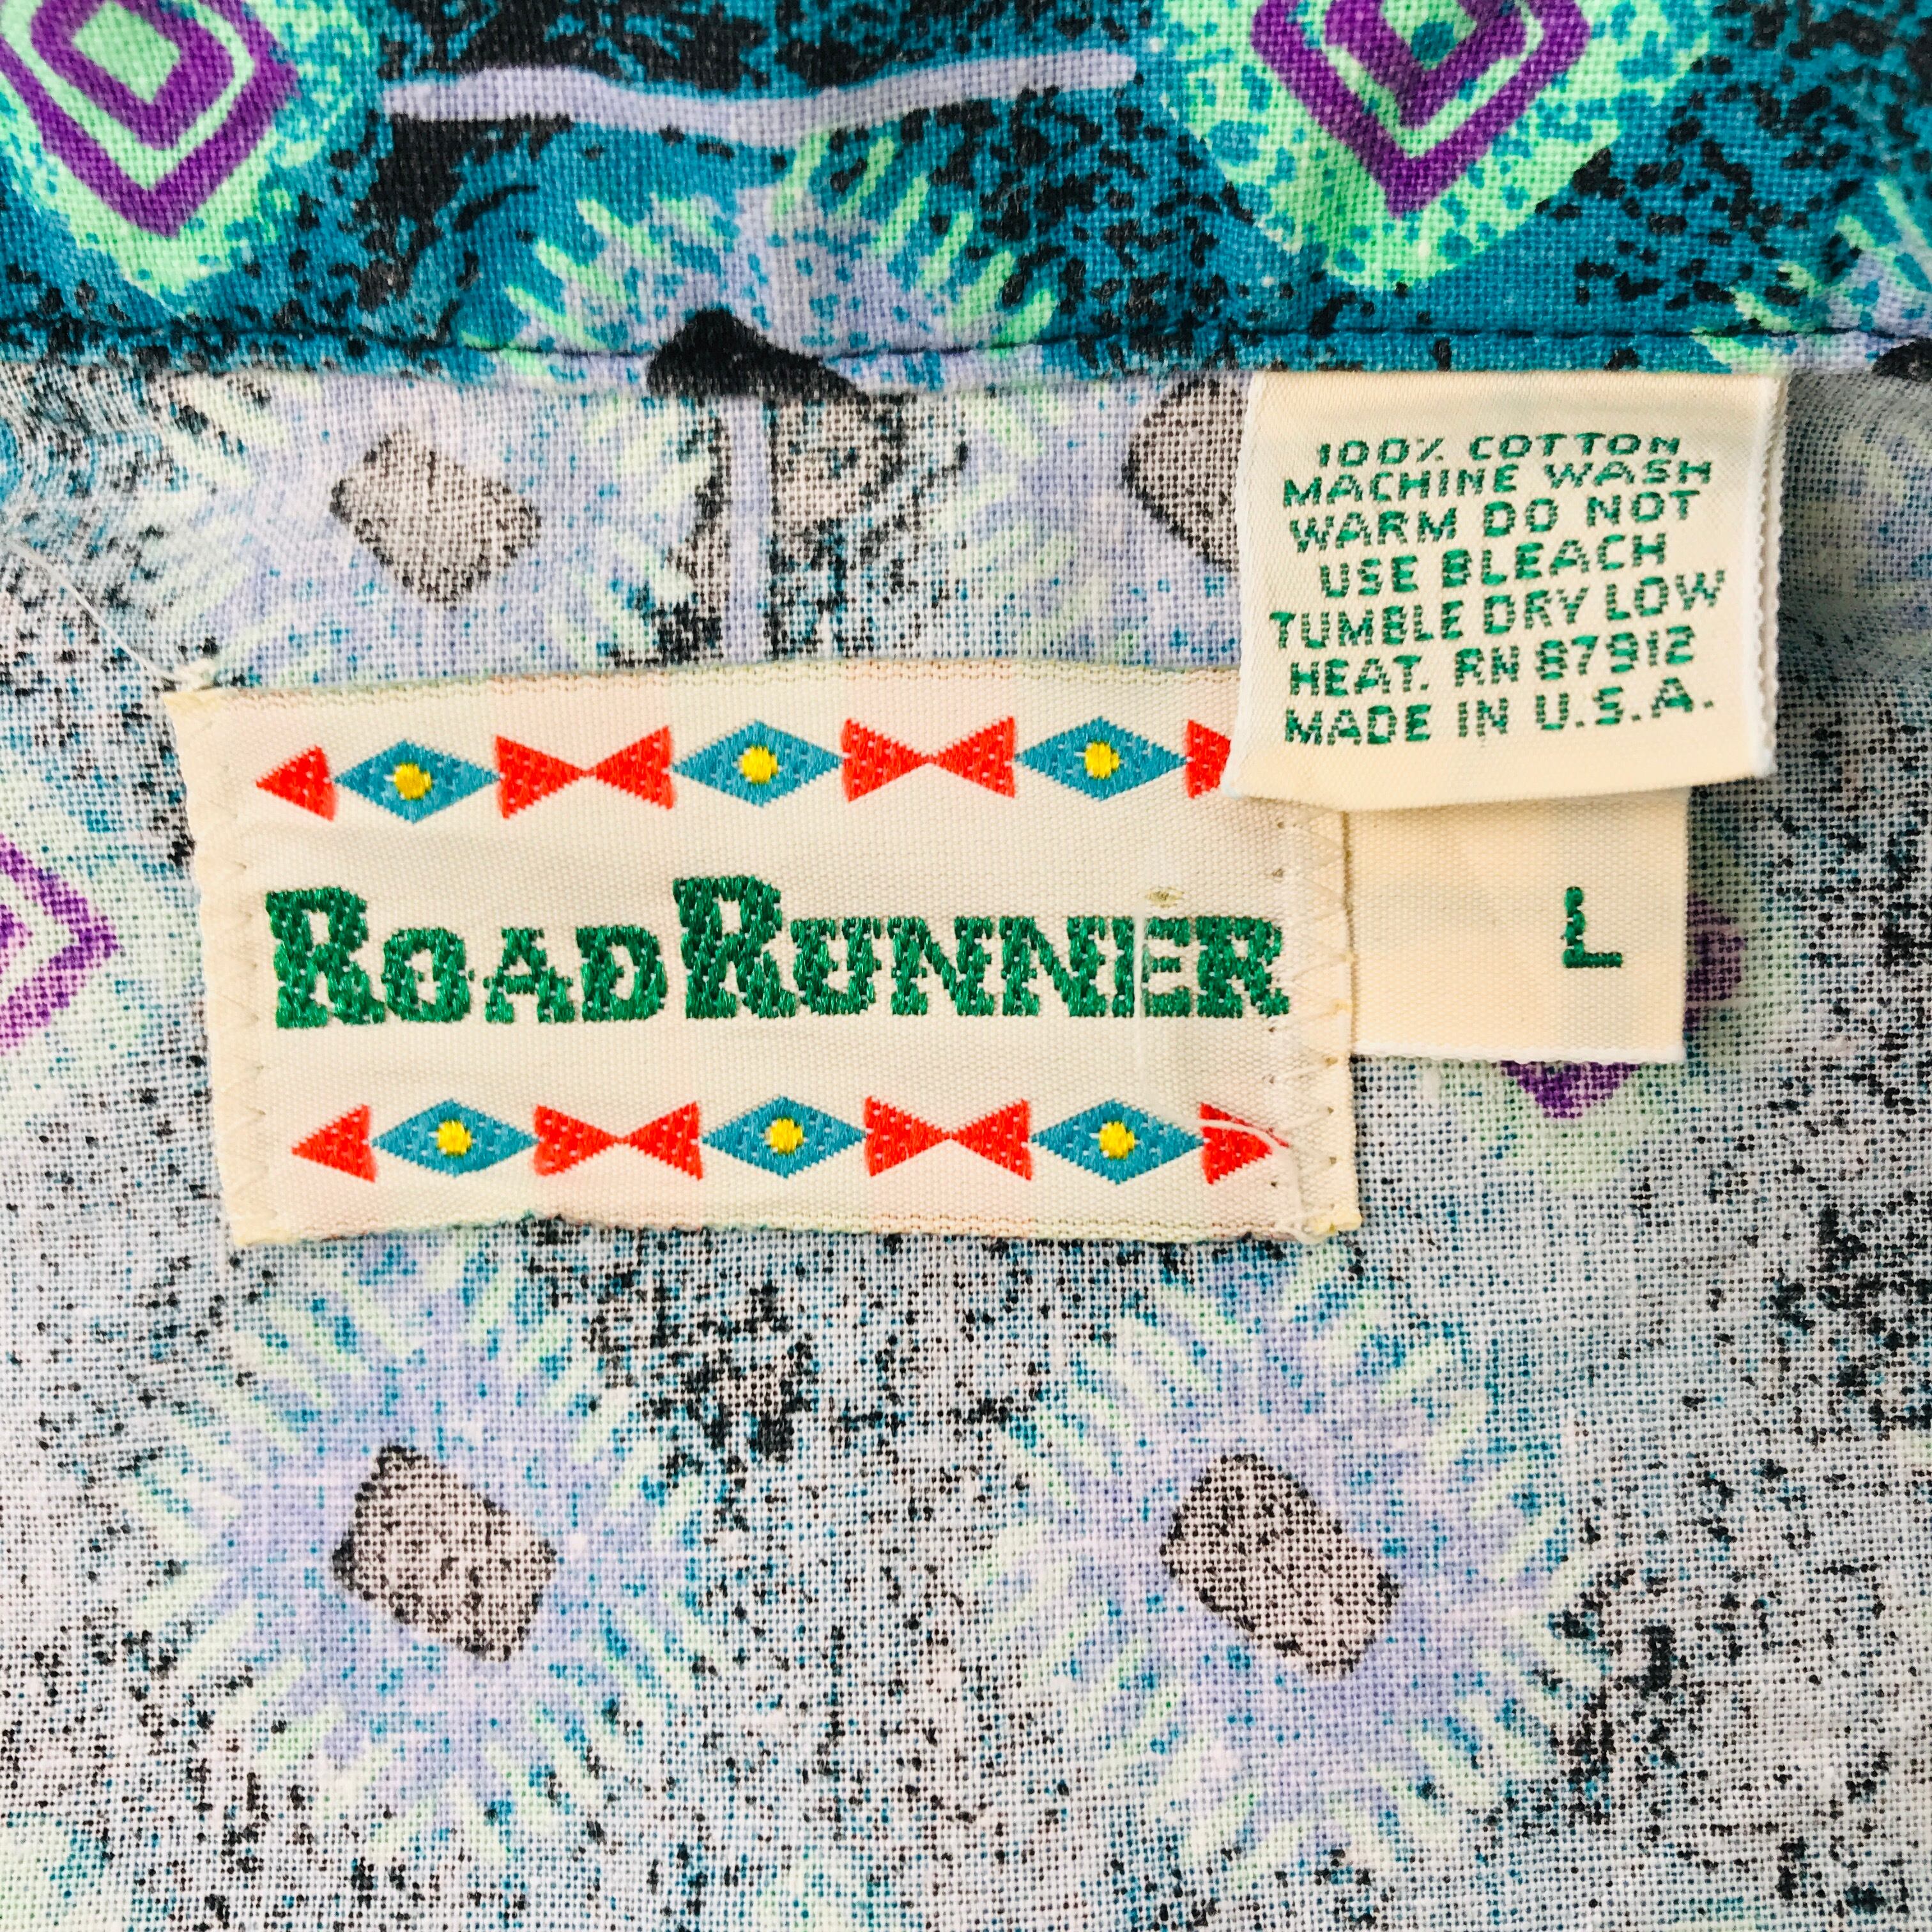 100% COTTON
MACHINE WASH
WARM DO NOT
USE BLEACH
TUMBLE DRY LOW
HEAT. RN 87912
MADE IN U.S.A.
ROADRUNNER
L